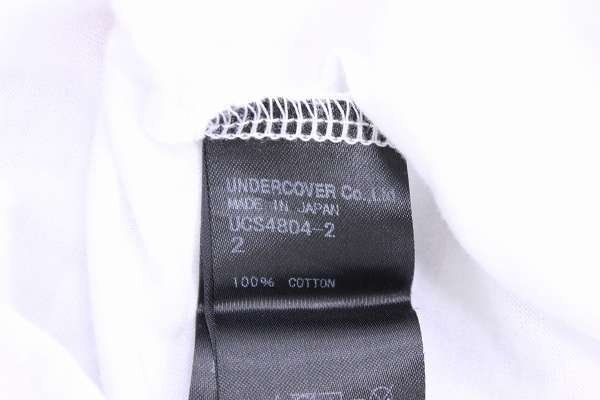 UNDERCOVER Co.,Ltd
MADE IN JAPAN
UCS4804-2
2
100% COTTON